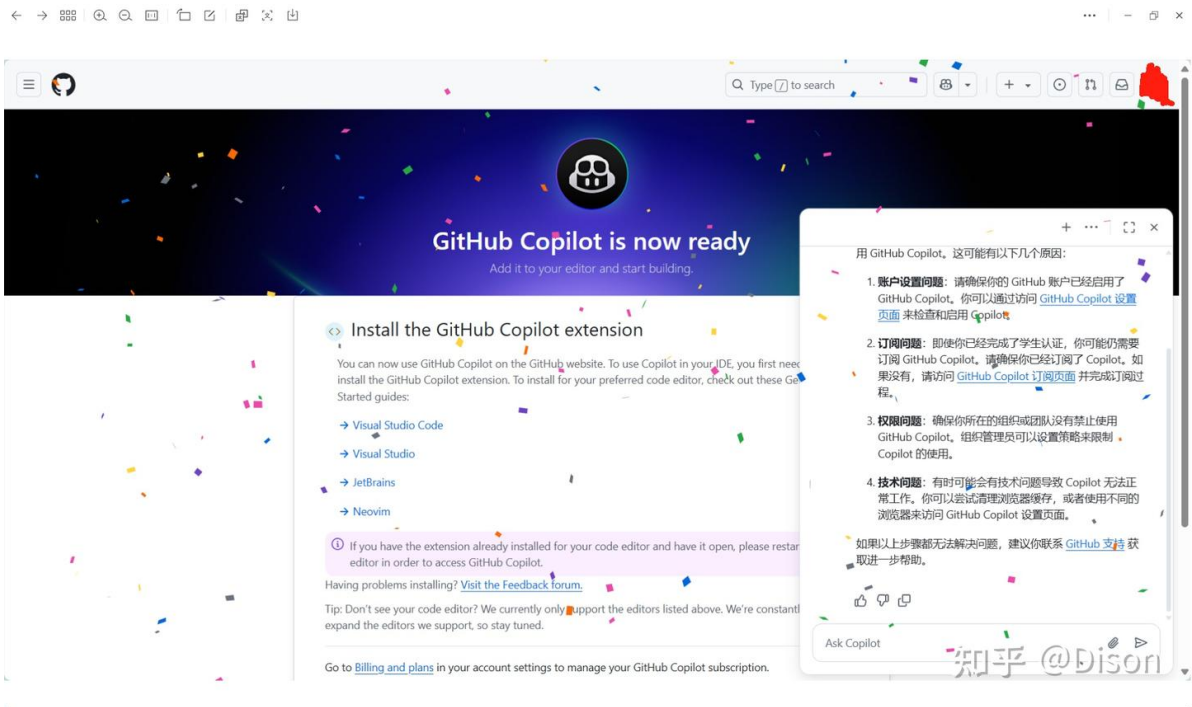 Type / to search
GitHub Copilot is now ready
Add it to your editor and start building.
Install the GitHub Copilot extension
You can now use GitHub Copilot on the GitHub website. To use Copilot in your IDE, you first nee
install the GitHub Copilot extension. To install for your preferred code editor, check out these Ge
Started guides:
→ Visual Studio Code
→ Visual Studio
→ JetBrains
→ Neovim
If you have the extension already installed for your code editor and have it open, please restar
editor in order to access GitHub Copilot.
Having problems installing? Visit the Feedback forum.
Tip: Don't see your code editor? We currently only support the editors listed above. We're constantl
expand the editors we support, so stay tuned.
Go to Billing and plans in your account settings to manage your GitHub Copilot subscription.
用 GitHub Copilot。这可能有以下几个原因：
1. 账户设置问题：请确保你的 GitHub 账户已经启用了
GitHub Copilot。你可以通过访问 GitHub Copilot 设置
页面 来检查和启用 Copilot。
2. 订阅问题：即使你已经完成了学生认证，你可能仍需要
订阅 GitHub Copilot。请确保你已经订阅了 Copilot。如
果没有，请访问 GitHub Copilot 订阅页面 并完成订阅过
程。
3. 权限问题：确保你所在的组织或团队没有禁止使用
GitHub Copilot。组织管理员可以设置策略来限制
Copilot 的使用。
4. 技术问题：有时可能会有技术问题导致 Copilot 无法正
常工作。你可以尝试清理浏览器缓存，或者使用不同的
浏览器来访问 GitHub Copilot 设置页面。
如果以上步骤都无法解决问题，建议你联系 GitHub 支持 获
取进一步帮助。
Ask Copilot
知乎 @Dison